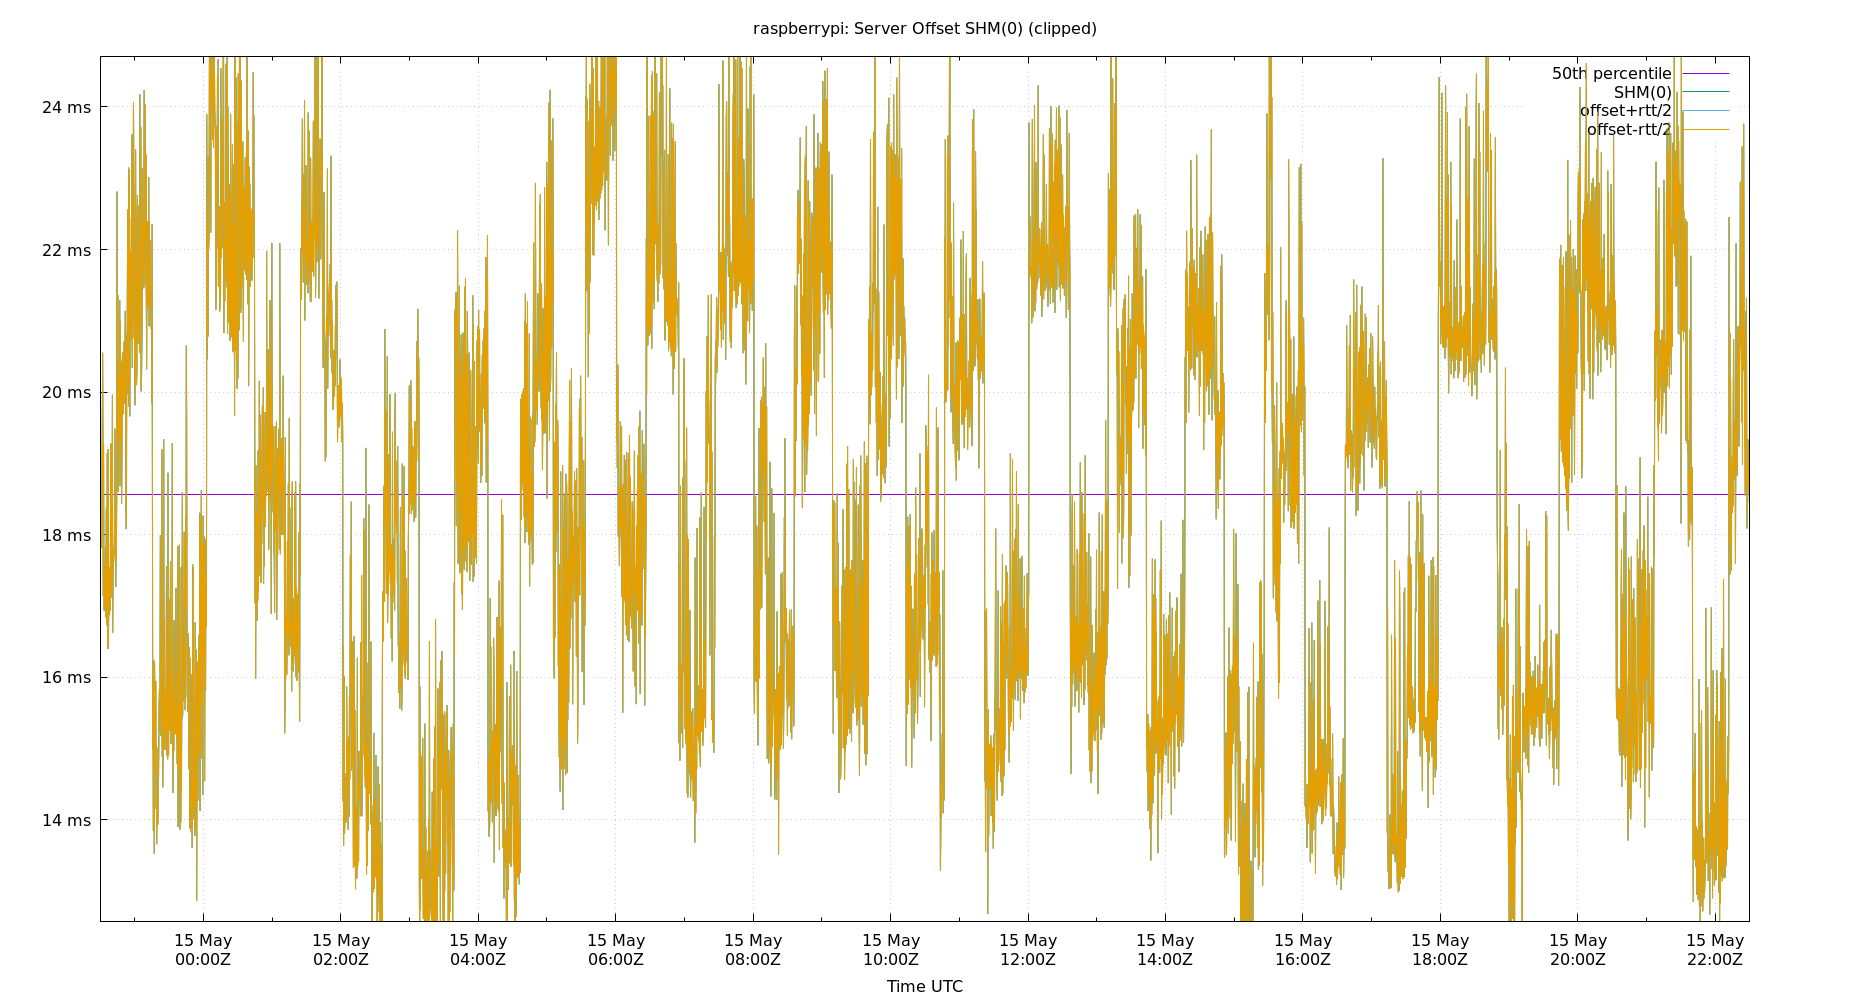 raspberrypi: Server Offset SHM(0) (clipped)
50th percentile
SHM(0)
offset+rtt/2
offset-rtt/2
24 ms
22 ms
20 ms
18 ms
16 ms
14 ms
15 May 15 May 15 May 15 May 15 May 15 May 15 May 15 May 15 May 15 May 15 May 15 May
00:00Z 02:00Z 04:00Z 06:00Z 08:00Z 10:00Z 12:00Z 14:00Z 16:00Z 18:00Z 20:00Z 22:00Z
Time UTC